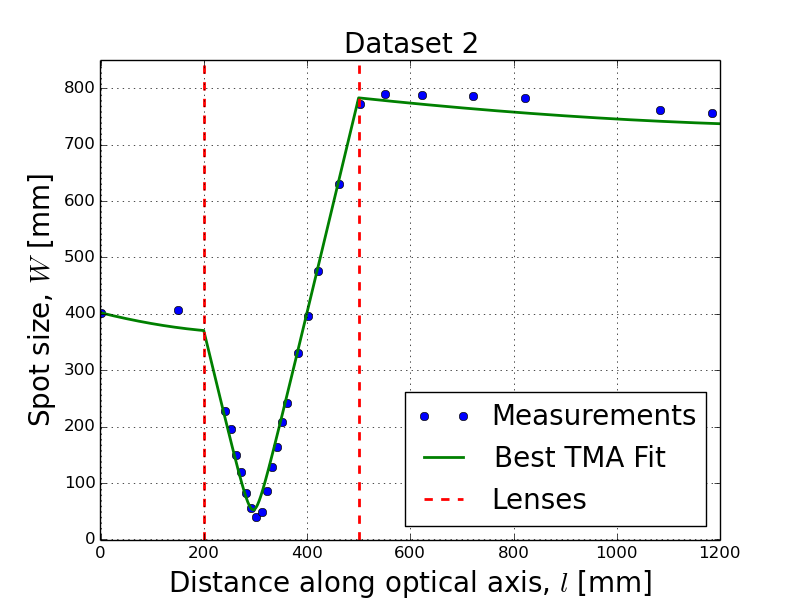 Dataset 2
Spot size, W [mm]
800
700
600
500
400
300
200
100
0
Measurements
Best TMA Fit
Lenses
0 200 400 600 800 1000 1200
Distance along optical axis, l [mm]